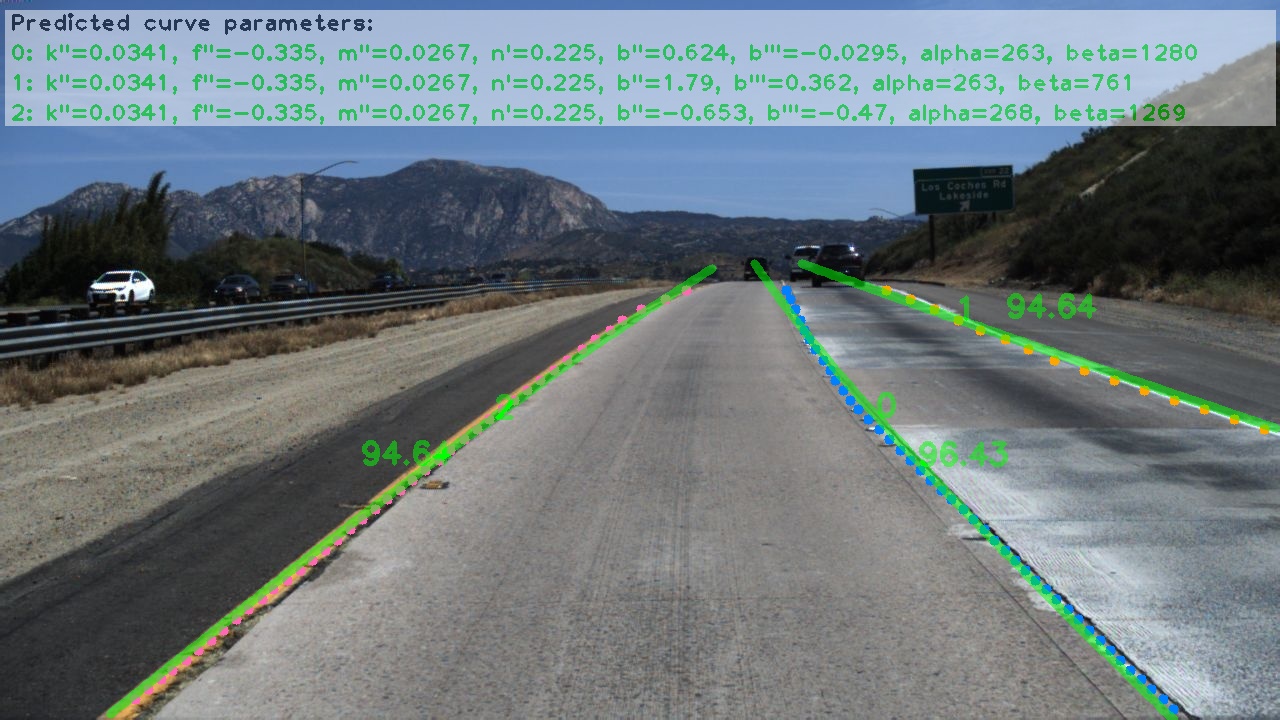 Predicted curve parameters:
0: k''=0.0341, f''=-0.335, m''=0.0267, n'=0.225, b''=0.624, b'''=-0.0295, alpha=263, beta=1280
1: k''=0.0341, f''=-0.335, m''=0.0267, n'=0.225, b''=1.79, b'''=0.362, alpha=263, beta=761
2: k''=0.0341, f''=-0.335, m''=0.0267, n'=0.225, b''=-0.653, b'''=-0.47, alpha=268, beta=1269
Los Coches Rd
Lakeside
1 94.64
0
94.64
96.43